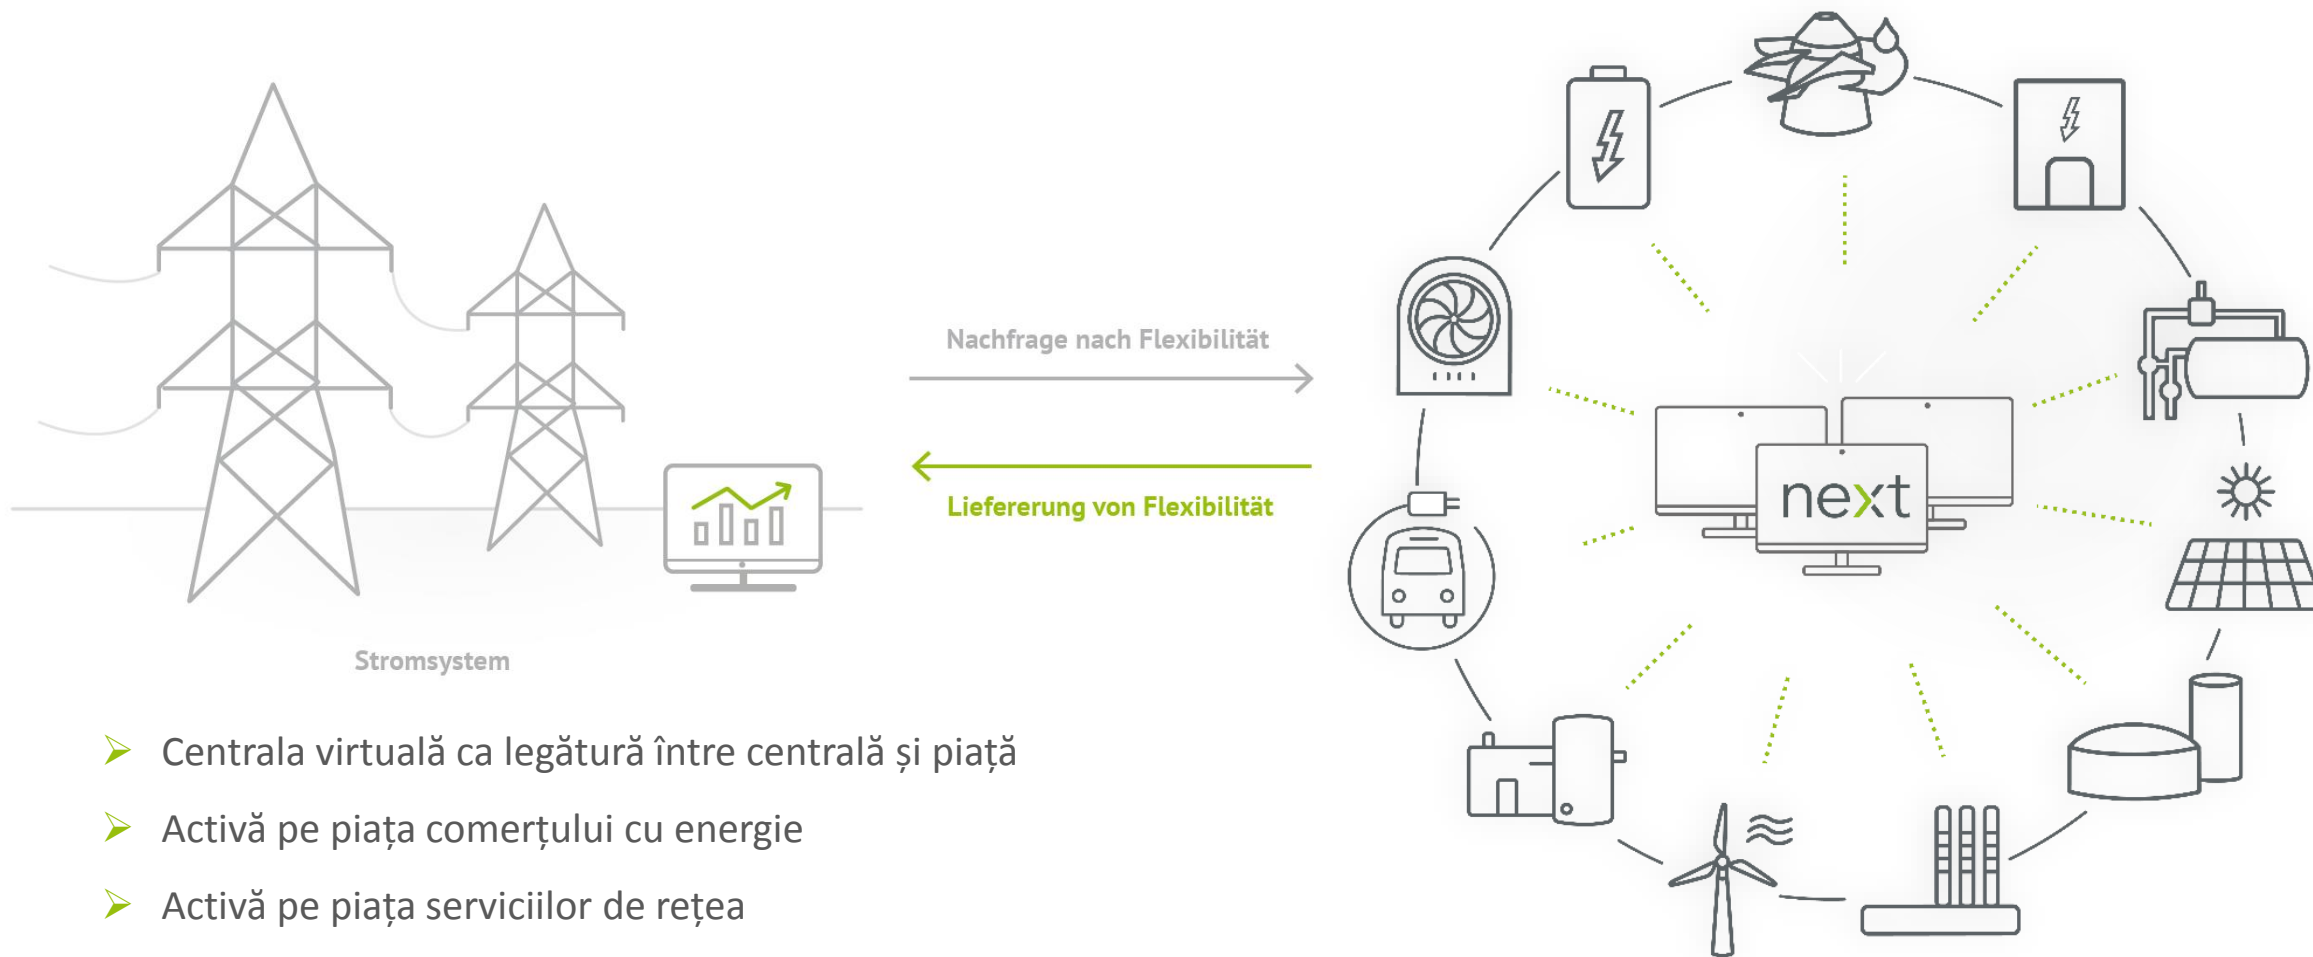 Nachfrage nach Flexibilität
Liefererung von Flexibilität
next
Stromsystem
Centrala virtuală ca legătură între centrală și piață
Activă pe piața comerțului cu energie
Activă pe piața serviciilor de rețea